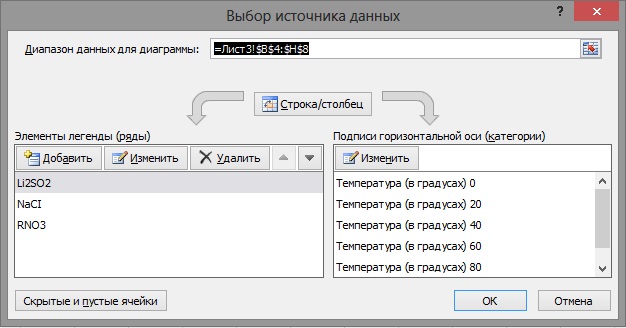 Выбор источника данных
? ×
Диапазон данных для диаграммы: =Лист3!$B$4:$H$8
Строка/столбец
Элементы легенды (ряды)
Добавить Изменить Удалить
Li2SO2
NaCI
RNO3
Подписи горизонтальной оси (категории)
Изменить
Температура (в градусах) 0
Температура (в градусах) 20
Температура (в градусах) 40
Температура (в градусах) 60
Температура (в градусах) 80
Скрытые и пустые ячейки ОК Отмена